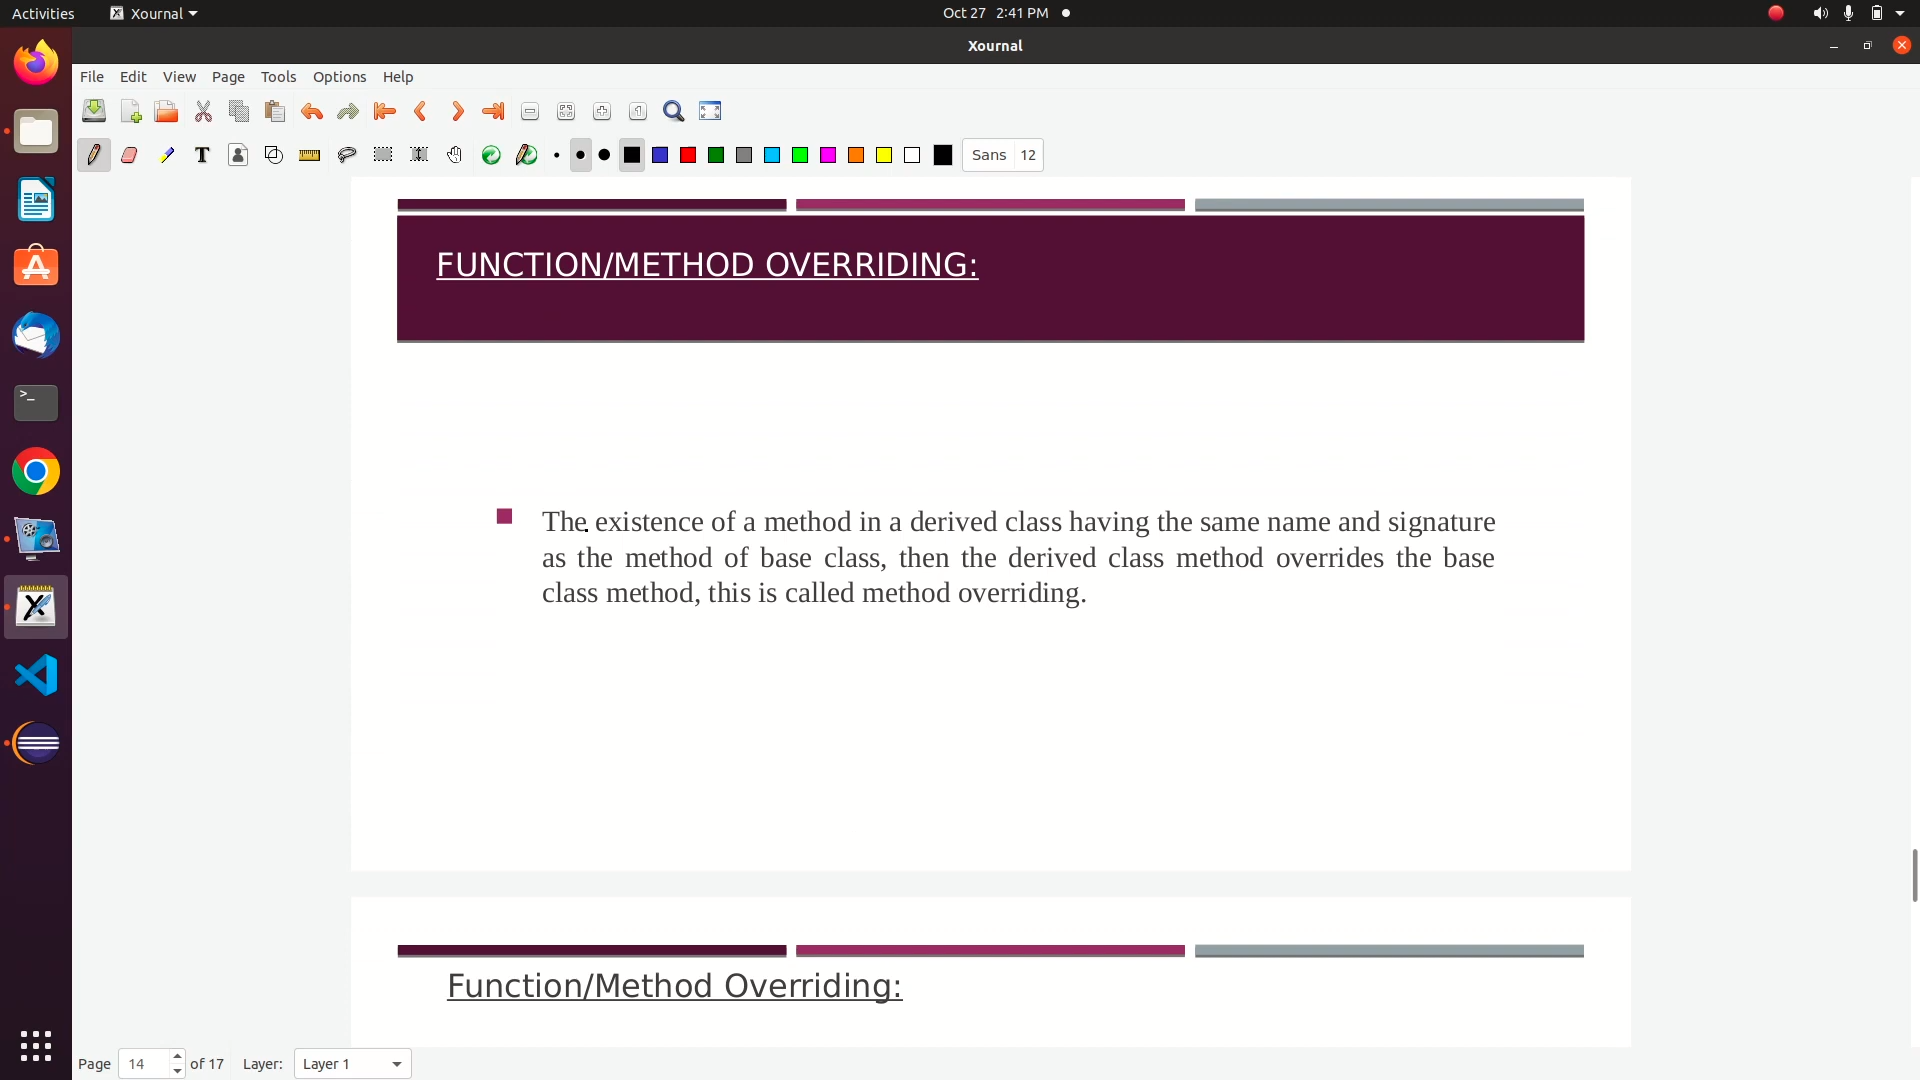 Activities
Xournal
Oct 27 2:41 PM
Xournal
File Edit View Page Tools Options Help
Sans 12
FUNCTION/METHOD OVERRIDING:
The existence of a method in a derived class having the same name and signature
as the method of base class, then the derived class method overrides the base
class method, this is called method overriding.
Function/Method Overriding:
Page 14 of 17 Layer: Layer 1